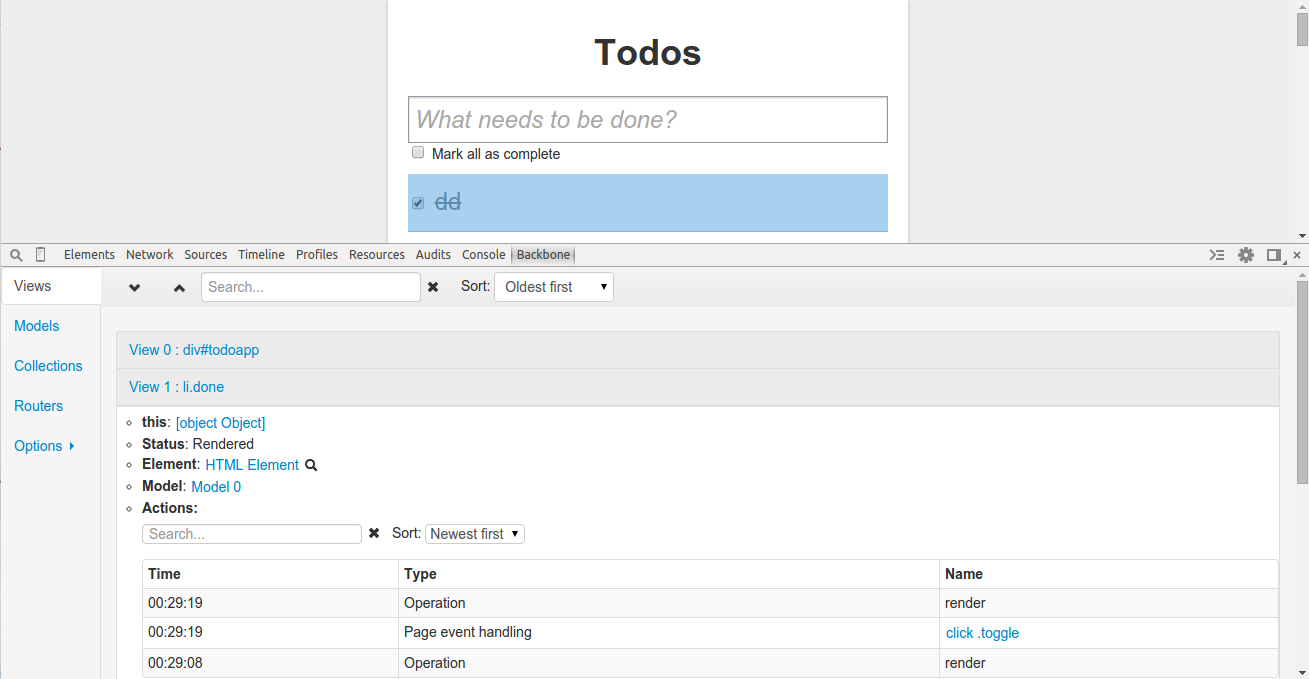 Todos
What needs to be done?
Mark all as complete
dd
Elements Network Sources Timeline Profiles Resources Audits Console Backbone
Views Search... Sort: Oldest first
Models
Collections
Routers
Options
View 0 : div#todoapp
View 1 : li.done
this: [object Object]
Status: Rendered
Element: HTML Element
Model: Model 0
Actions:
Search... Sort: Newest first
Time Type Name
00:29:19 Operation render
00:29:19 Page event handling click .toggle
00:29:08 Operation render